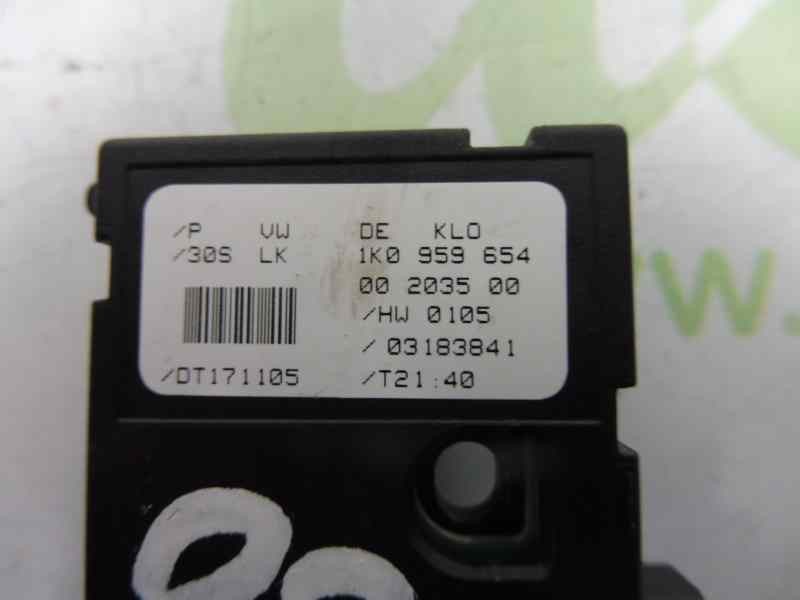 /P VW DE KLO
/30S LK 1K0 959 654
00 2035 00
/HW 0105
/ 03183841
/DT171105 /T21:40